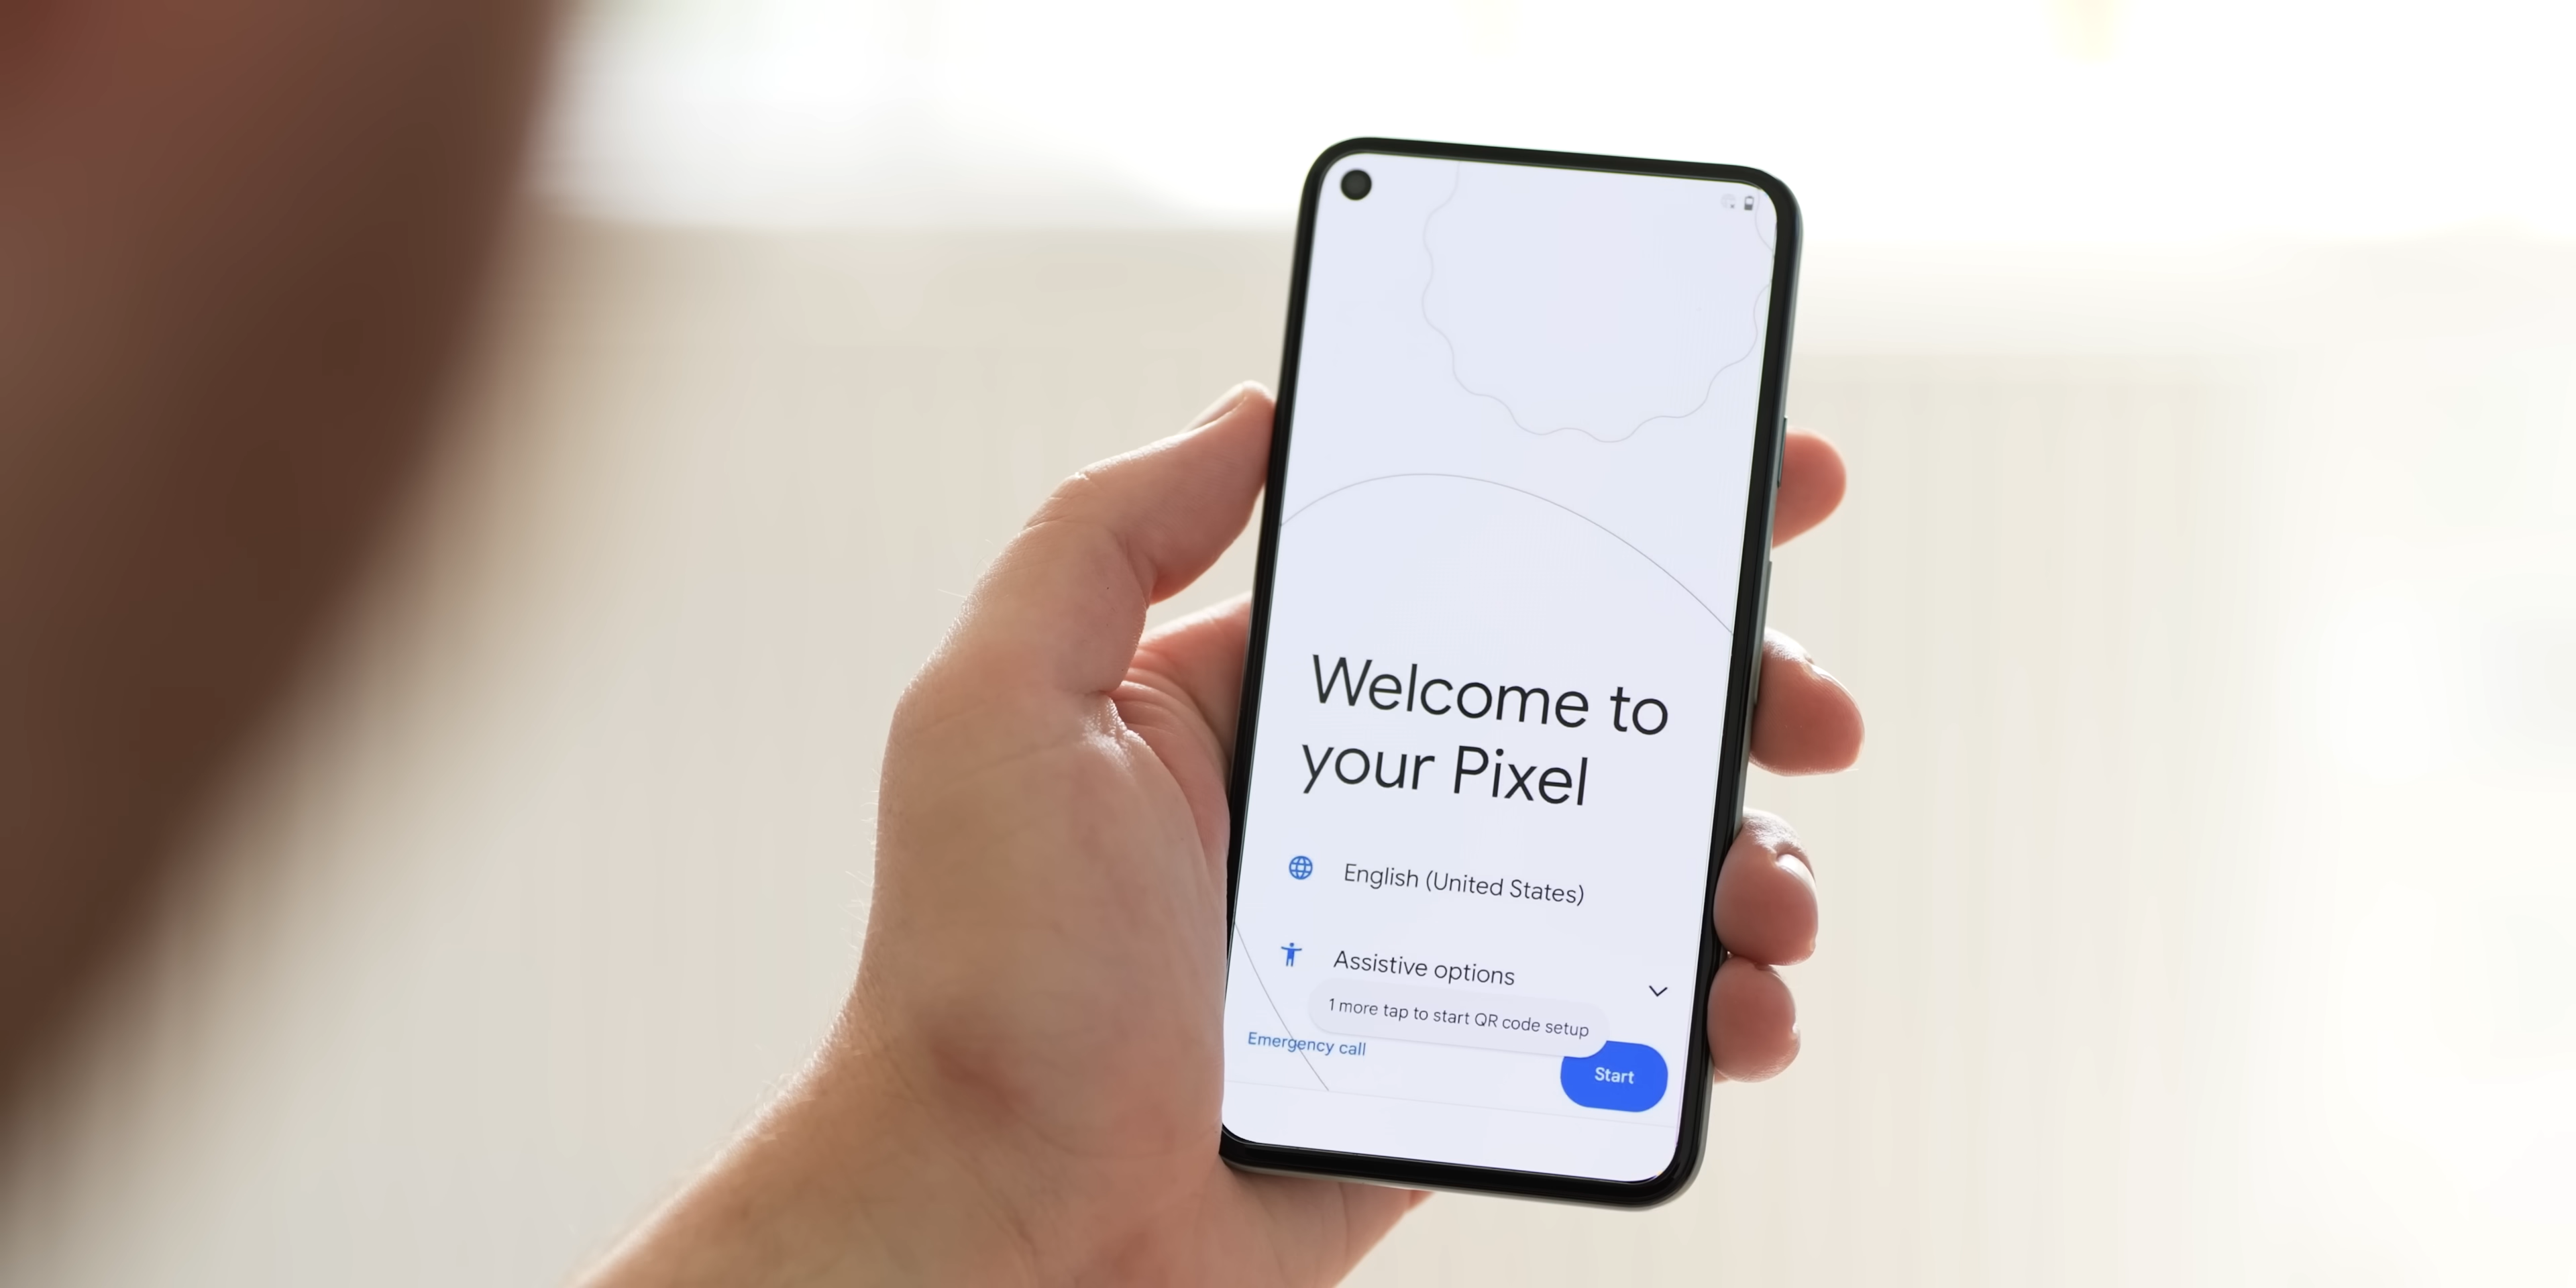 Welcome to
your Pixel
English (United States)
Assistive options
1 more tap to start QR code setup
Emergency call
Start